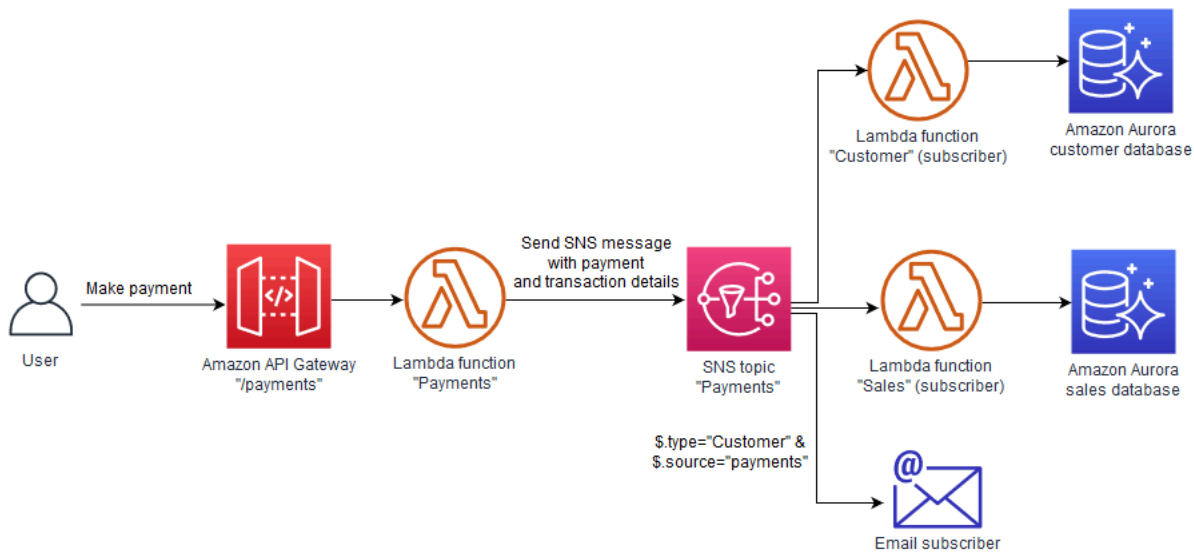 Lambda function
"Customer" (subscriber)
Amazon Aurora
customer database
Make payment
User
Amazon API Gateway
"/payments"
</>
Lambda function
"Payments"
Send SNS message
with payment
and transaction details
SNS topic
"Payments"
Lambda function
"Sales" (subscriber)
Amazon Aurora
sales database
$.type="Customer" &
$.source="payments"
@
Email subscriber